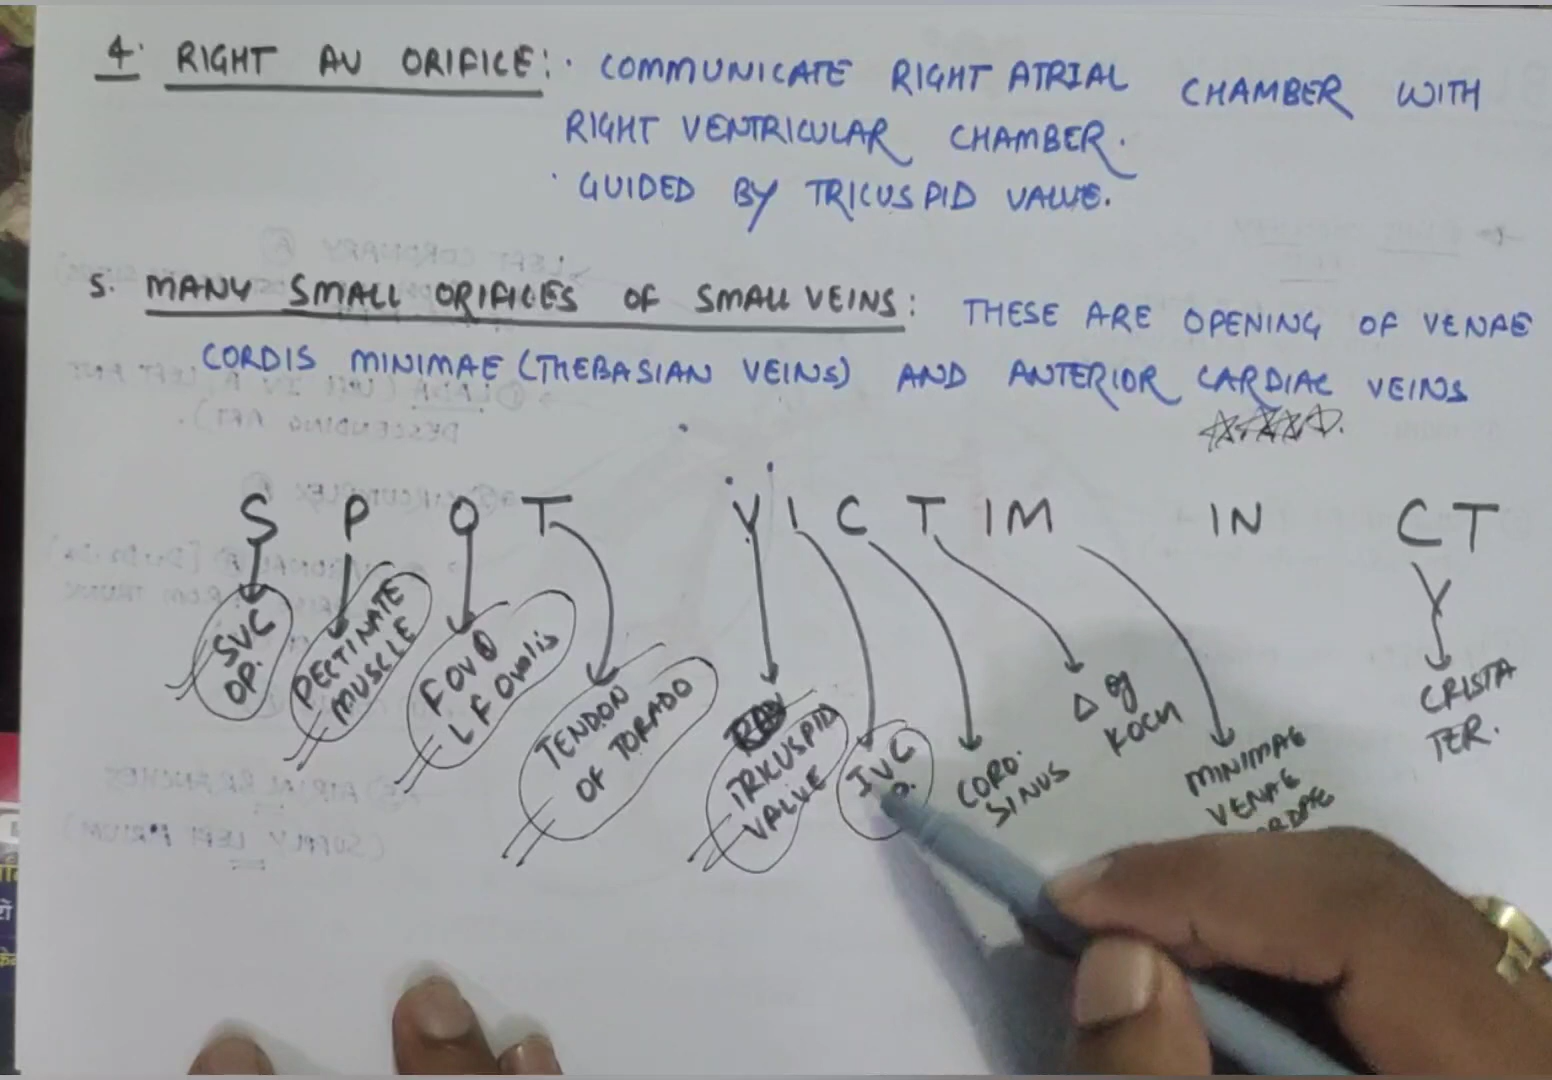 4. RIGHT AV ORIFICE: · COMMUNICATE RIGHT ATRIAL CHAMBER WITH
RIGHT VENTRICULAR CHAMBER.
· GUIDED BY TRICUSPID VALVE.
5. MANY SMALL ORIFICES OF SMALL VEINS: THESE ARE OPENING OF VENAE
CORDIS MINIMAE (THEBASIAN VEINS) AND ANTERIOR CARDIAC VEINS
S P O T V I C T IM IN CT
SVC
OP.
PECTINATE
MUSCLE
FOV
L F Ovalis
TENDON
OF TORADO
TRICUSPID
VALVE
IVC
CORO.
SINUS
Δ of
KOCH
MINIMAE
VENAE
CRISTA
TER.